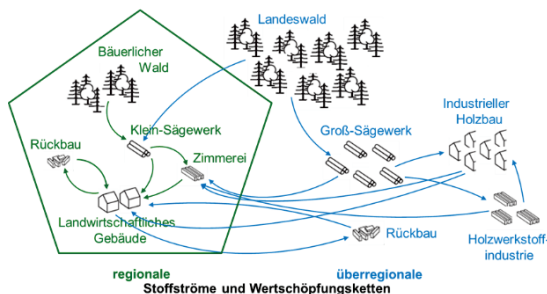 Landeswald
Bäuerlicher
Wald
Klein-Sägewerk
Rückbau
Zimmerei
Landwirtschaftliches
Gebäude
Groß-Sägewerk
Industrieller
Holzbau
Rückbau
Holzwerkstoff-
industrie
regionale
überregionale
Stoffströme und Wertschöpfungsketten